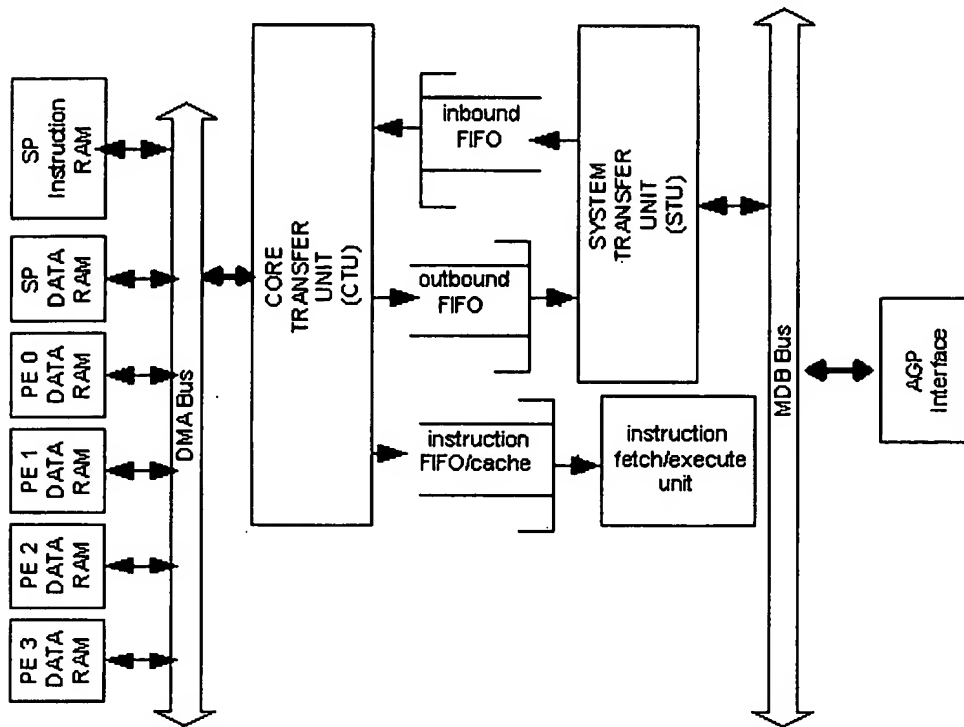 SP
Instruction
RAM
SP
DATA
RAM
PE 0
DATA
RAM
PE 1
DATA
RAM
PE 2
DATA
RAM
PE 3
DATA
RAM
DMA Bus
CORE
TRANSFER
UNIT
(CTU)
inbound
FIFO
outbound
FIFO
instruction
FIFO/cache
SYSTEM
TRANSFER
UNIT
(STU)
instruction
fetch/execute
unit
MDB Bus
AGP
Interface